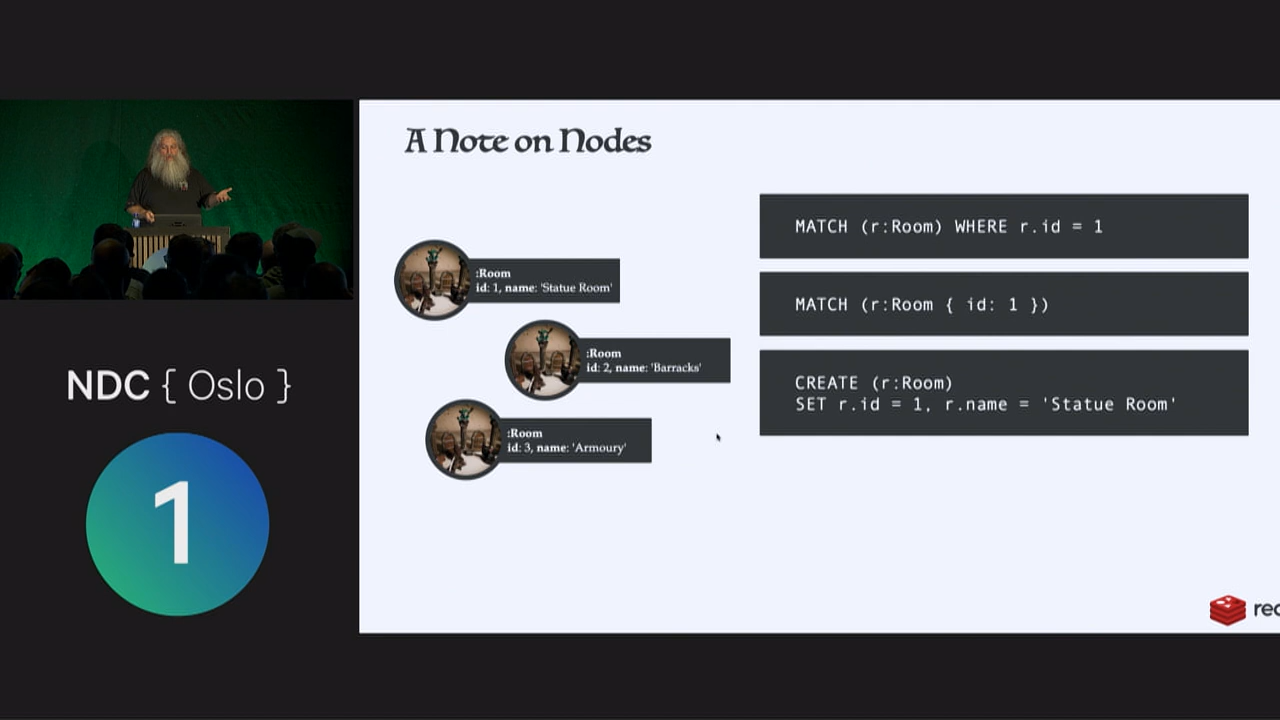 A Note on Nodes
:Room
id: 1, name: 'Statue Room'
:Room
id: 2, name: 'Barracks'
:Room
id: 3, name: 'Armoury'
MATCH (r:Room) WHERE r.id = 1
MATCH (r:Room { id: 1 })
CREATE (r:Room)
SET r.id = 1, r.name = 'Statue Room'
NDC { Oslo }
1